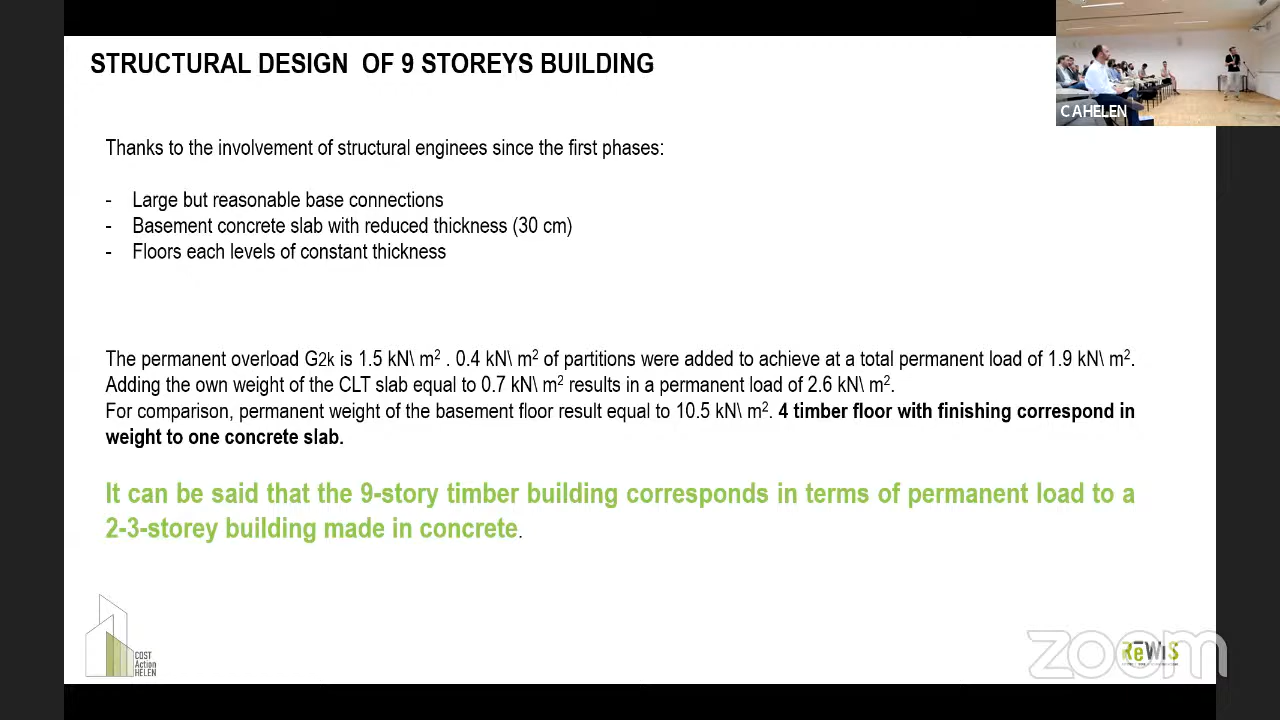 STRUCTURAL DESIGN OF 9 STOREYS BUILDING
CAHELEN
Thanks to the involvement of structural enginees since the first phases:
- Large but reasonable base connections
- Basement concrete slab with reduced thickness (30 cm)
- Floors each levels of constant thickness
The permanent overload G2k is 1.5 kN\ m² . 0.4 kN\ m² of partitions were added to achieve at a total permanent load of 1.9 kN\ m².
Adding the own weight of the CLT slab equal to 0.7 kN\ m² results in a permanent load of 2.6 kN\ m².
For comparison, permanent weight of the basement floor result equal to 10.5 kN\ m². 4 timber floor with finishing correspond in
weight to one concrete slab.
It can be said that the 9-story timber building corresponds in terms of permanent load to a
2-3-storey building made in concrete.
COST
Action
HELEN
zoom
ReWiS